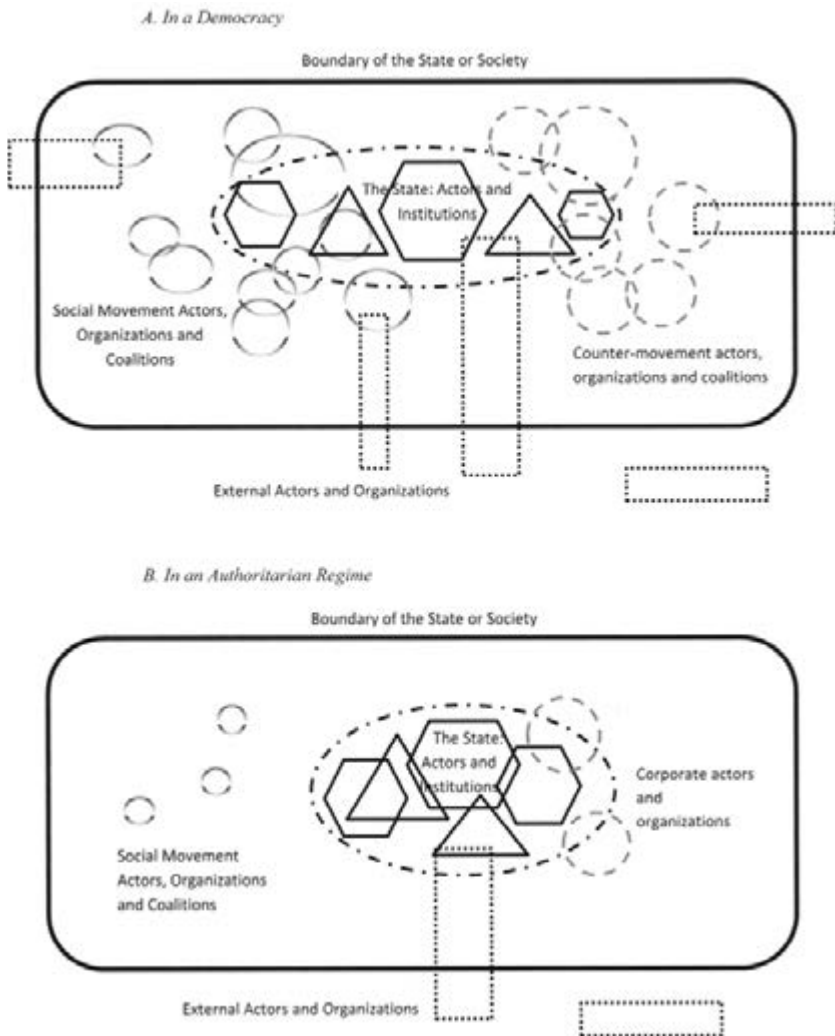 A. In a Democracy
Boundary of the State or Society
The State: Actors and
Institutions
Social Movement Actors,
Organizations and
Coalitions
Counter-movement actors,
organizations and coalitions
External Actors and Organizations
B. In an Authoritarian Regime
Boundary of the State or Society
The State:
Actors and
Institutions
Corporate actors
and
organizations
Social Movement
Actors, Organizations
and Coalitions
External Actors and Organizations